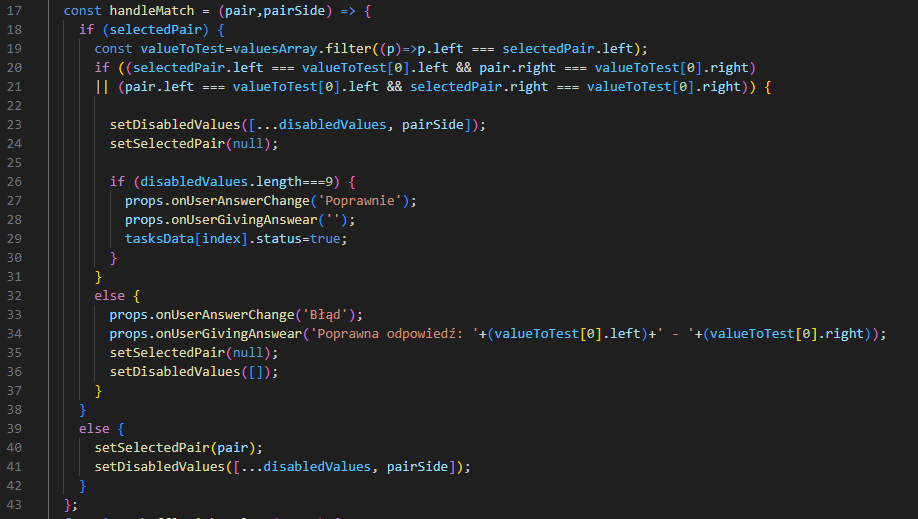 17 const handleMatch = (pair,pairSide) => {
18 if (selectedPair) {
19 const valueToTest=valuesArray.filter((p)=>p.left === selectedPair.left);
20 if ((selectedPair.left === valueToTest[0].left && pair.right === valueToTest[0].right)
21 || (pair.left === valueToTest[0].left && selectedPair.right === valueToTest[0].right)) {
22
23 setDisabledValues([...disabledValues, pairSide]);
24 setSelectedPair(null);
25
26 if (disabledValues.length===9) {
27 props.onUserAnswerChange('Poprawnie');
28 props.onUserGivingAnswear('');
29 tasksData[index].status=true;
30 }
31 }
32 else {
33 props.onUserAnswerChange('Błąd');
34 props.onUserGivingAnswear('Poprawna odpowiedź: '+(valueToTest[0].left)+' - '+(valueToTest[0].right));
35 setSelectedPair(null);
36 setDisabledValues([]);
37 }
38 }
39 else {
40 setSelectedPair(pair);
41 setDisabledValues([...disabledValues, pairSide]);
42 }
43 };